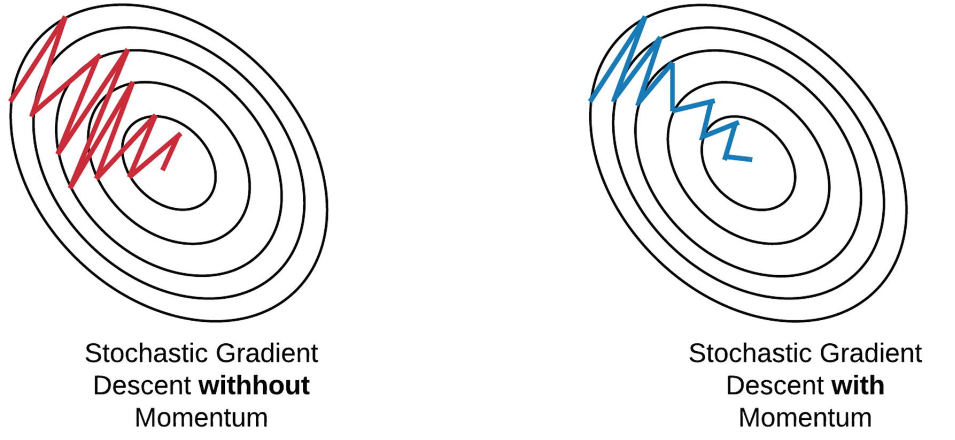 Stochastic Gradient
Descent withhout
Momentum
Stochastic Gradient
Descent with
Momentum